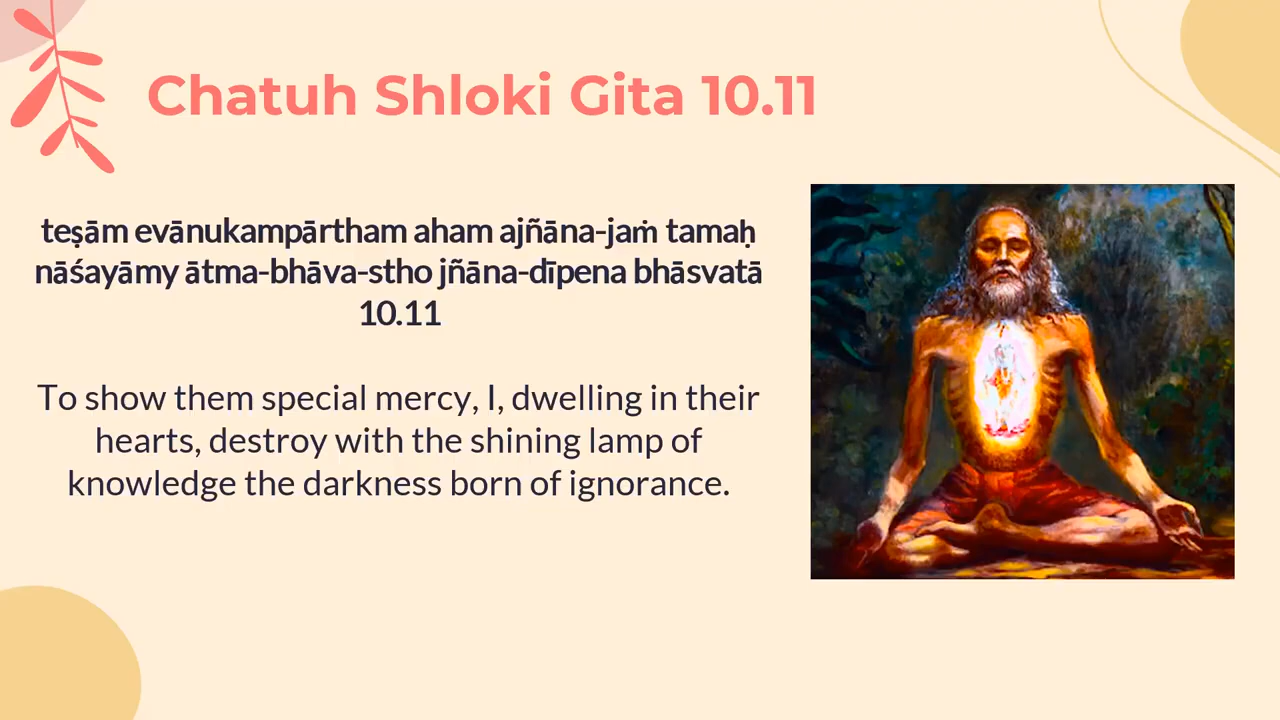 Chatuh Shloki Gita 10.11
teṣām evānukampārtham aham ajñāna-jaṁ tamaḥ
nāśayāmy ātma-bhāva-stho jñāna-dīpena bhāsvatā
10.11
To show them special mercy, I, dwelling in their
hearts, destroy with the shining lamp of
knowledge the darkness born of ignorance.